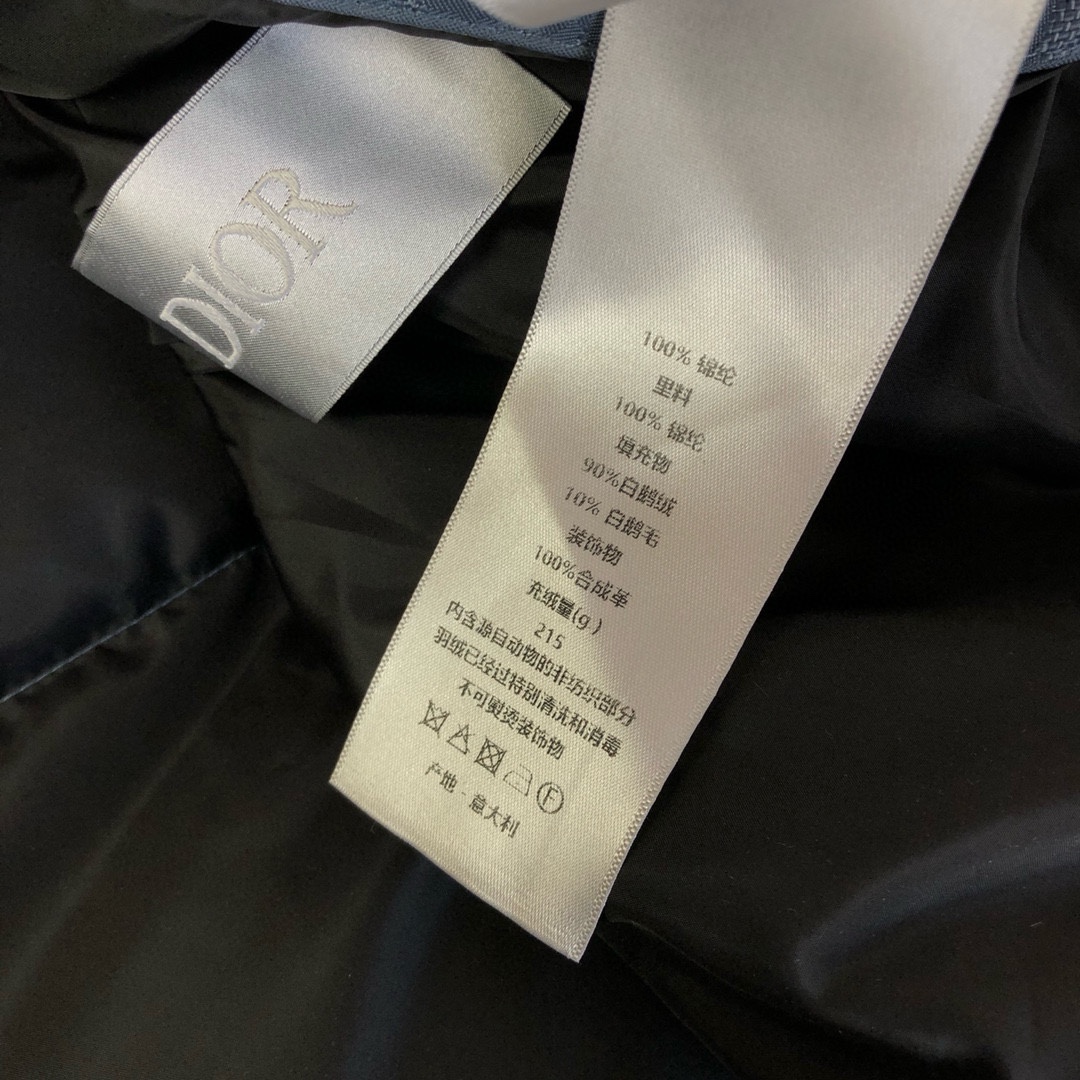 DIOR
100% 锦纶
里料
100% 锦纶
填充物
90%白鹅绒
10% 白鹅毛
装饰物
100%合成革
充绒量(g)
215
内含源自动物的非纺织部分
羽绒已经过特别清洗和消毒
不可熨烫装饰物
F
产地 - 意大利